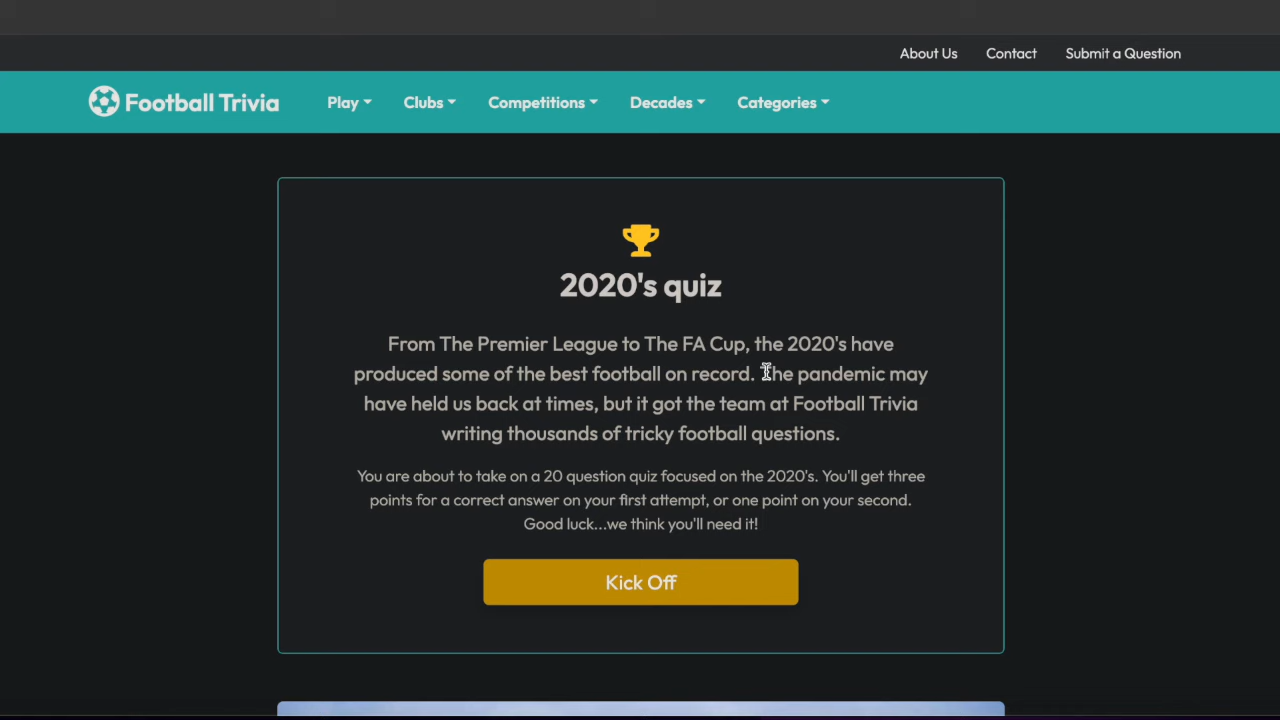 About Us Contact Submit a Question
Football Trivia Play Clubs Competitions Decades Categories
2020's quiz
From The Premier League to The FA Cup, the 2020's have
produced some of the best football on record. The pandemic may
have held us back at times, but it got the team at Football Trivia
writing thousands of tricky football questions.
You are about to take on a 20 question quiz focused on the 2020's. You'll get three
points for a correct answer on your first attempt, or one point on your second.
Good luck...we think you'll need it!
Kick Off